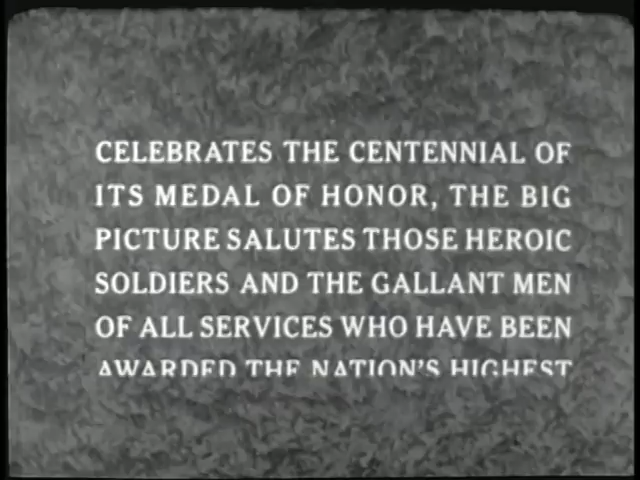 CELEBRATES THE CENTENNIAL OF
ITS MEDAL OF HONOR, THE BIG
PICTURE SALUTES THOSE HEROIC
SOLDIERS AND THE GALLANT MEN
OF ALL SERVICES WHO HAVE BEEN
AWARDED THE NATION'S HIGHEST